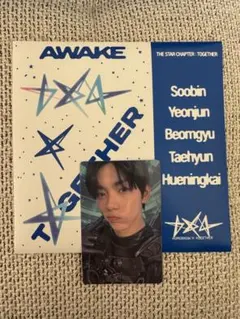 AWAKE
TOGETHER
THE STAR CHAPTER : TOGETHER
Soobin
Yeonjun
Beomgyu
Taehyun
Hueningkai
TOMORROW X TOGETHER